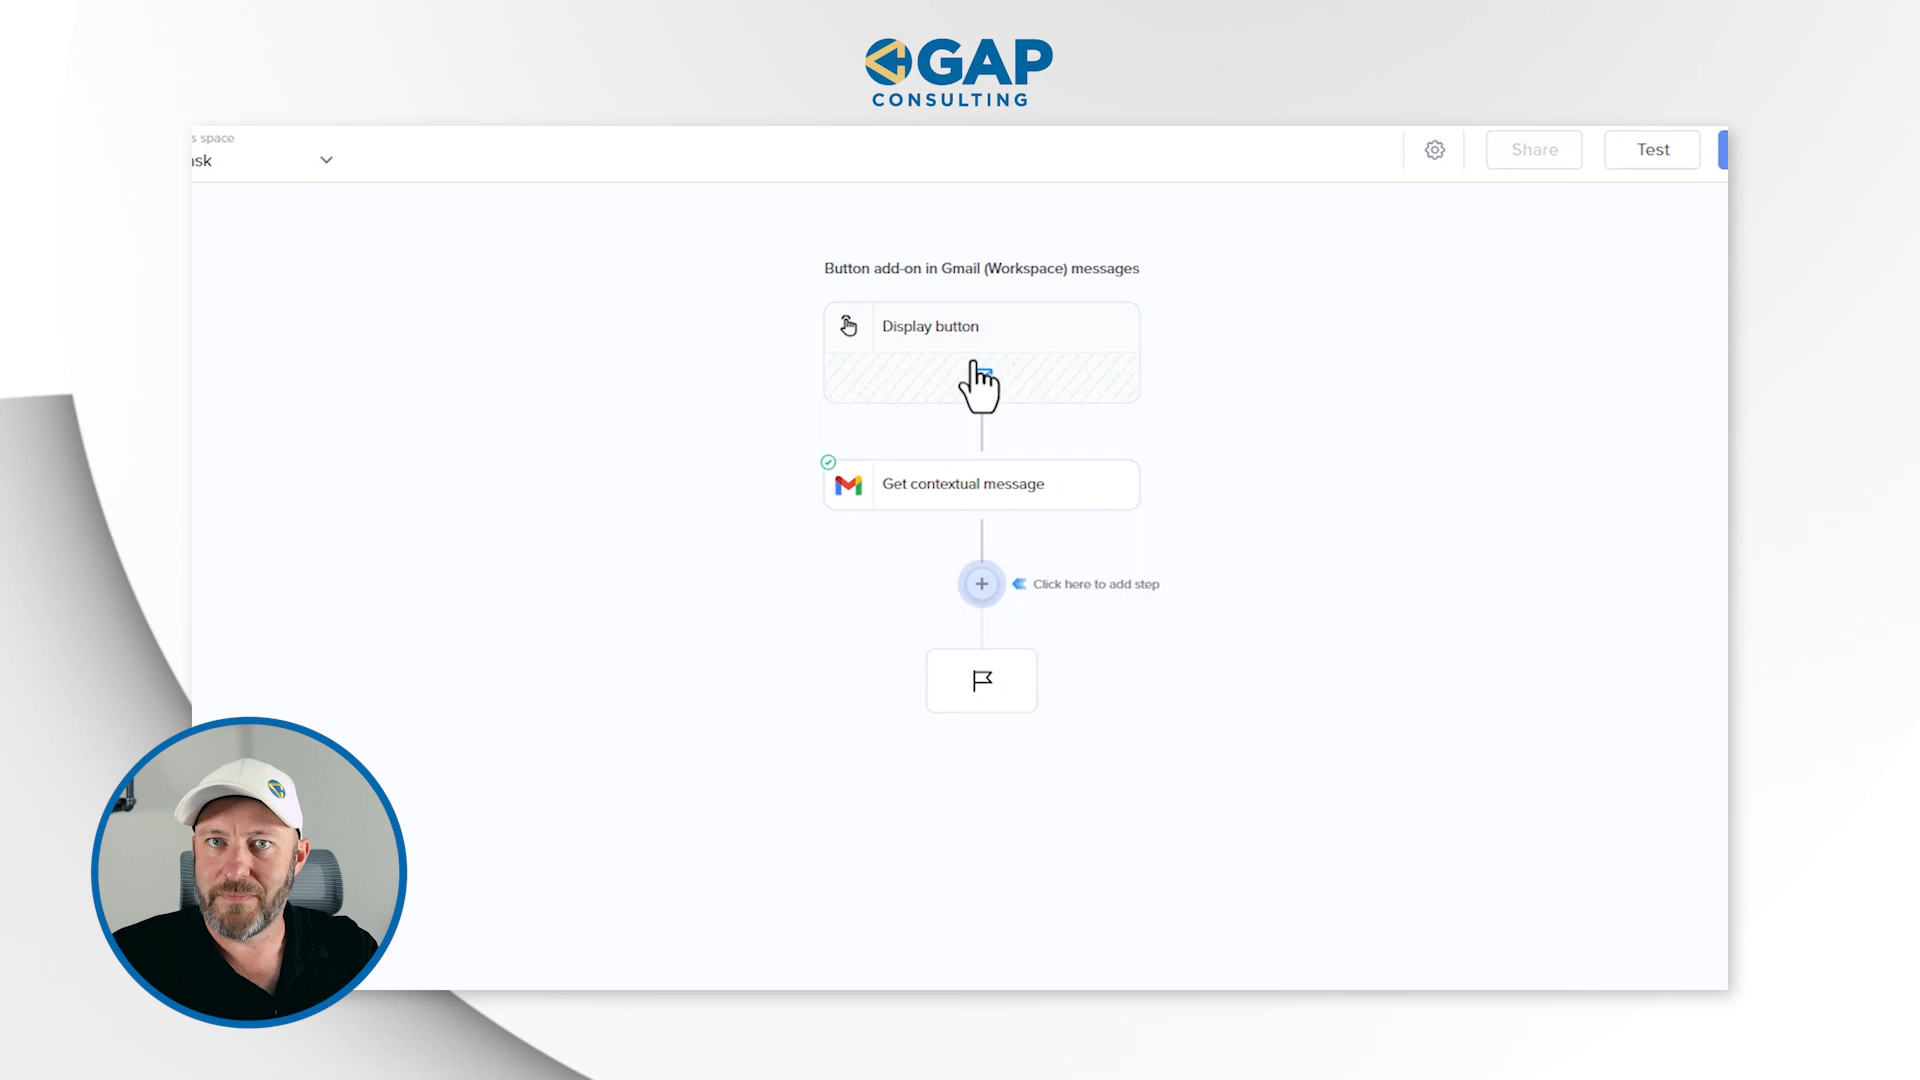 GAP
CONSULTING
s space
ısk
Share
Test
Button add-on in Gmail (Workspace) messages
Display button
Get contextual message
Click here to add step